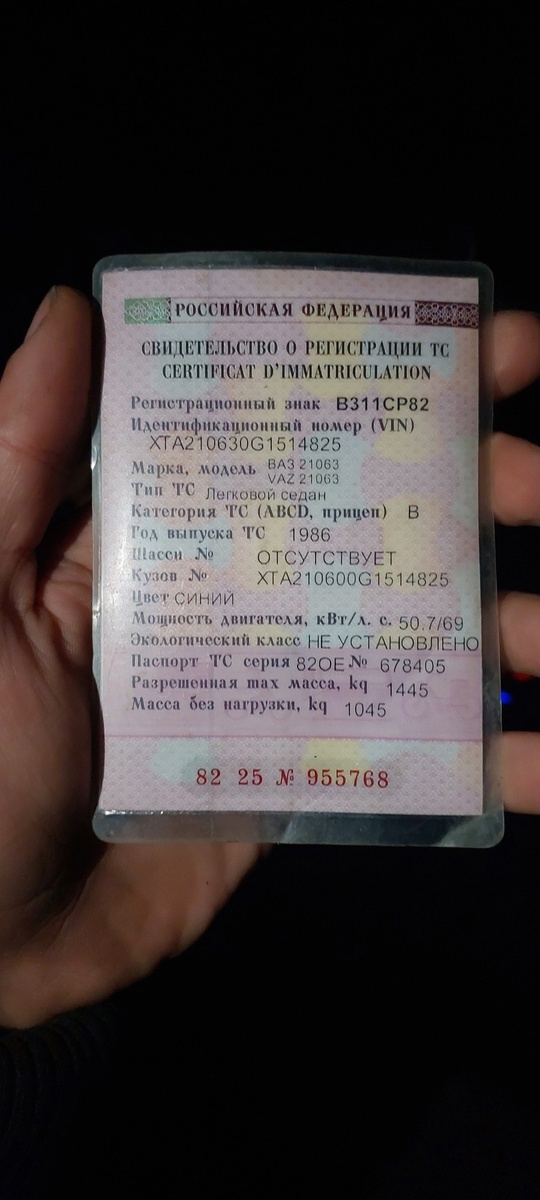 РОССИЙСКАЯ ФЕДЕРАЦИЯ
СВИДЕТЕЛЬСТВО О РЕГИСТРАЦИИ ТС
CERTIFICAT D'IMMATRICULATION
Регистрационный знак В311СР82
Идентификационный номер (VIN)
XTA210630G1514825
Марка, модель ВАЗ 21063
VAZ 21063
Тип ТС Легковой седан
Категория ТС (ABCD, прицеп) B
Год выпуска ТС 1986
Шасси № ОТСУТСТВУЕТ
Кузов № XTA210600G1514825
Цвет СИНИЙ
Мощность двигателя, кВт/л. с. 50.7/69
Экологический класс НЕ УСТАНОВЛЕНО
Паспорт ТС серия 82ОЕ № 678405
Разрешенная max масса, kq 1445
Масса без нагрузки, kq 1045
82 25 № 955768